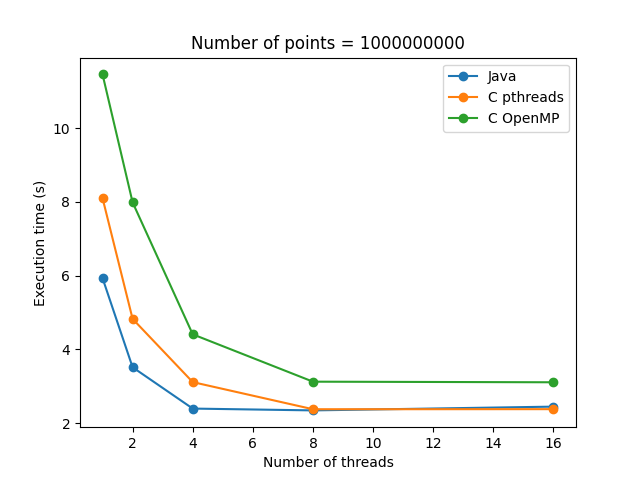 Number of points = 1000000000
Java
C pthreads
C OpenMP
Execution time (s)
10
8
6
4
2
2 4 6 8 10 12 14 16
Number of threads